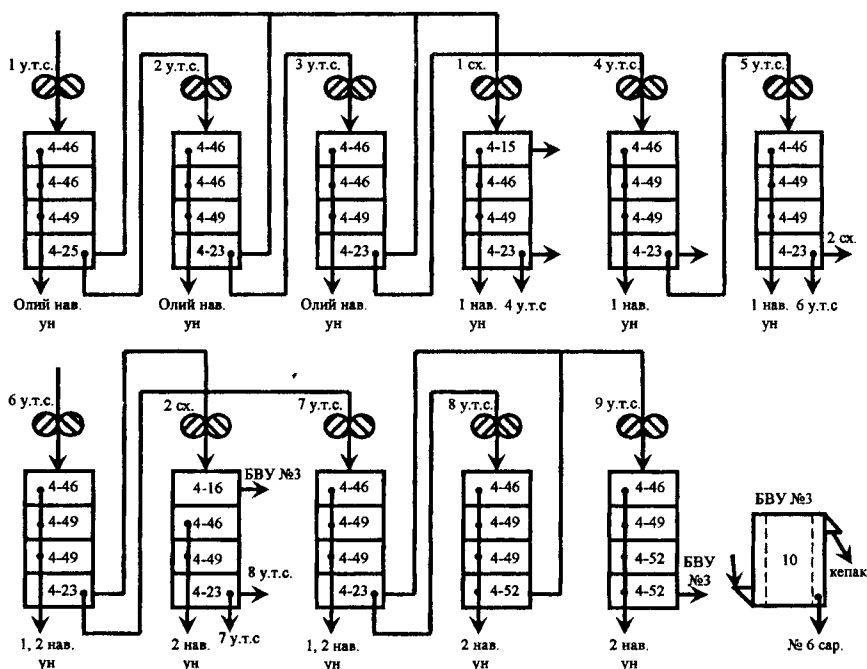 1 у.т.с.
2 у.т.с.
3 у.т.с.
1 сх.
4 у.т.с.
5 у.т.с.
4-46
4-46
4-46
4-15
4-46
4-46
4-46
4-46
4-46
4-46
4-49
4-49
4-49
4-49
4-49
4-49
4-49
4-49
4-25
4-23
4-23
4-23
4-23
4-23
2 сх.
Олий нав.
ун
Олий нав.
ун
Олий нав.
ун
1 нав.
ун
4 у.т.с
1 нав.
ун
1 нав.
ун
6 у.т.с
6 у.т.с.
2 сх.
7 у.т.с.
8 у.т.с.
9 у.т.с.
4-46
4-16
БВУ №3
4-46
4-46
4-46
4-49
4-46
4-49
4-49
4-49
4-49
4-49
4-49
4-49
4-52
4-23
8 у.т.с.
4-23
4-23
4-52
4-52
БВУ
№3
БВУ №3
10
кепак
1, 2 нав.
ун
2 нав.
ун
7 у.т.с
1, 2 нав.
ун
2 нав.
ун
2 нав.
ун
№ 6 сар.